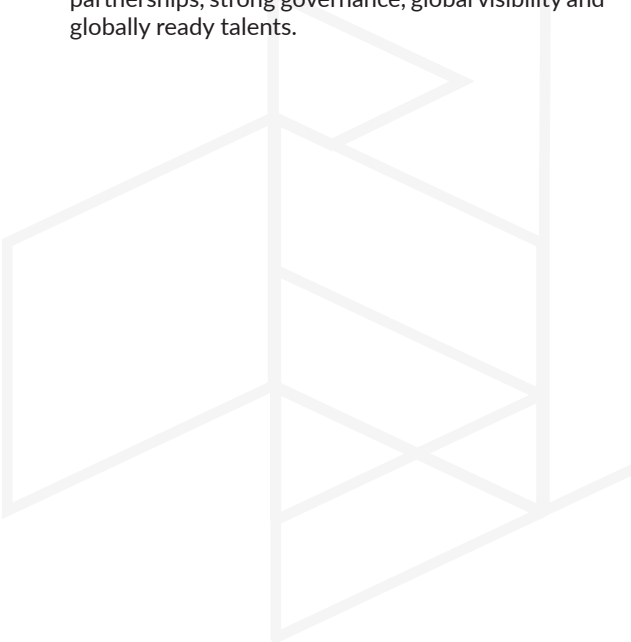 partnerships, strong governance, global visibility and
globally ready talents.